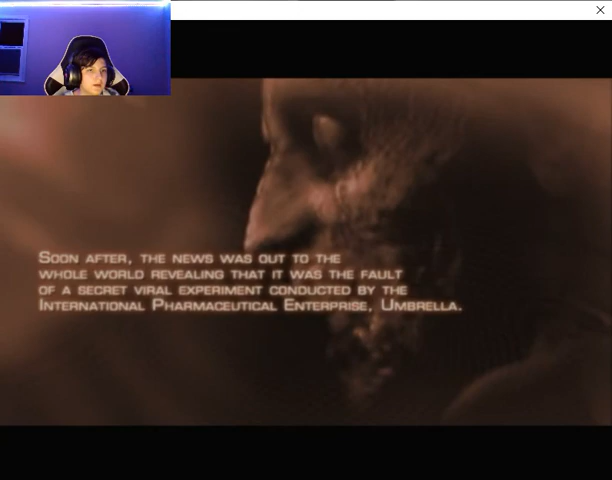 Soon after, the news was out to the
whole world revealing that it was the fault
of a secret viral experiment conducted by the
International Pharmaceutical Enterprise, Umbrella.